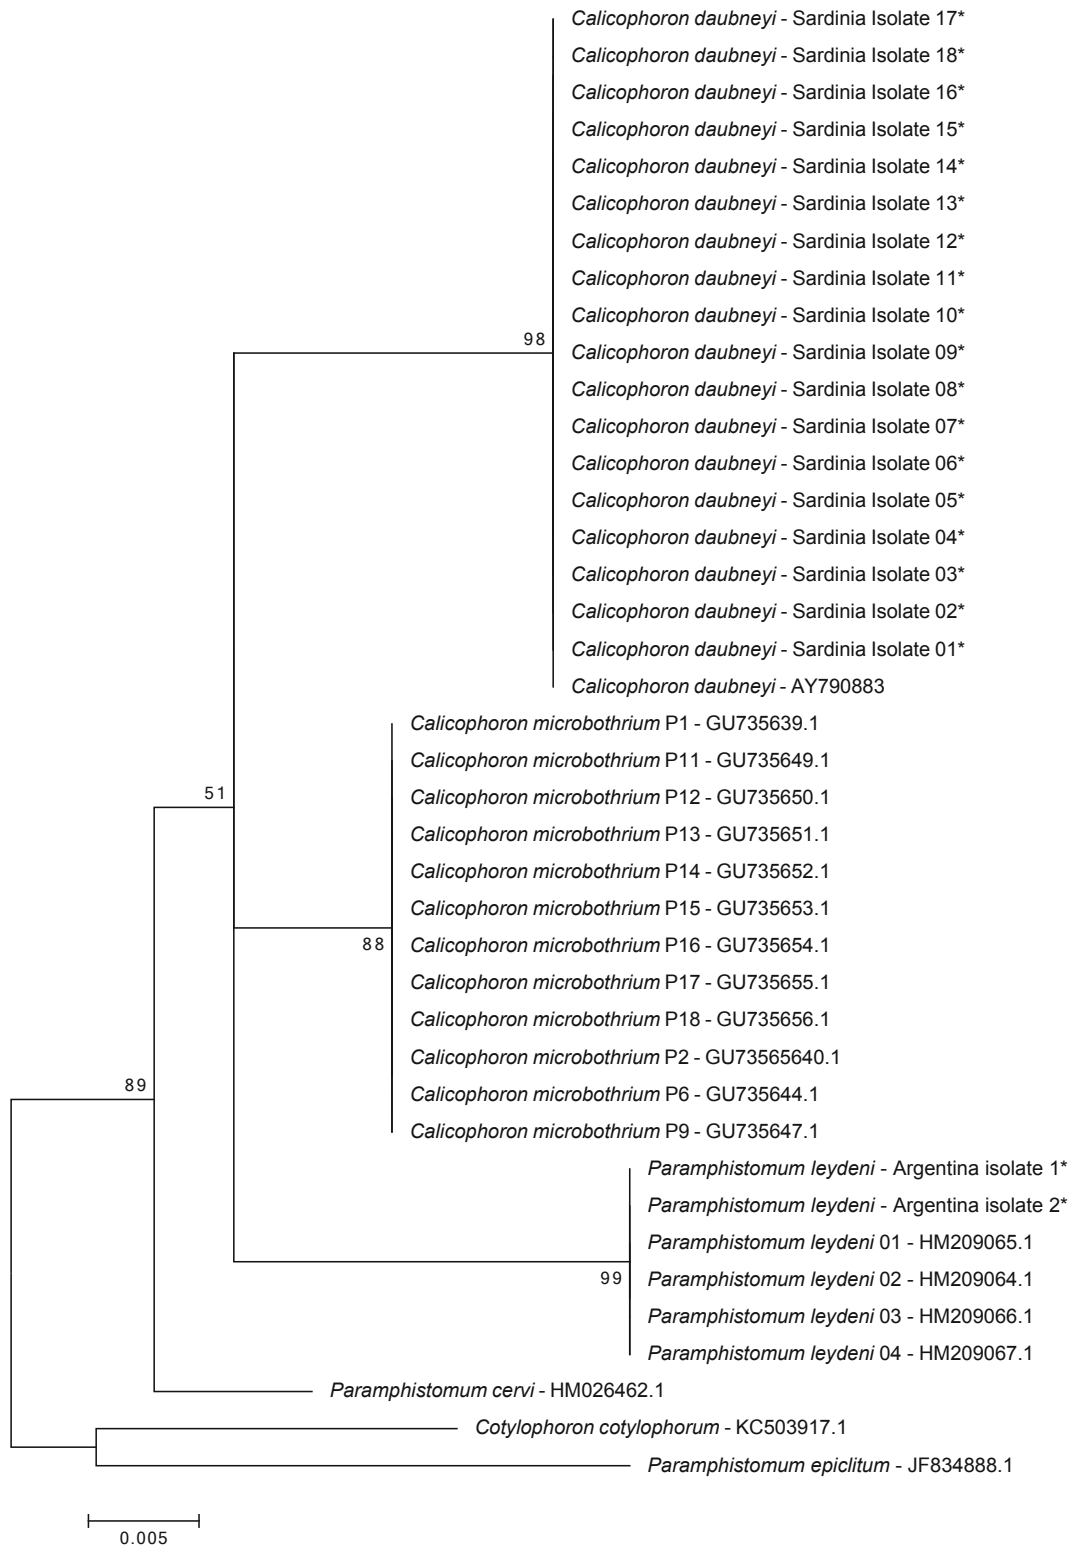 Calicophoron daubneyi - Sardinia Isolate 17*
Calicophoron daubneyi - Sardinia Isolate 18*
Calicophoron daubneyi - Sardinia Isolate 16*
Calicophoron daubneyi - Sardinia Isolate 15*
Calicophoron daubneyi - Sardinia Isolate 14*
Calicophoron daubneyi - Sardinia Isolate 13*
Calicophoron daubneyi - Sardinia Isolate 12*
Calicophoron daubneyi - Sardinia Isolate 11*
Calicophoron daubneyi - Sardinia Isolate 10*
98
Calicophoron daubneyi - Sardinia Isolate 09*
Calicophoron daubneyi - Sardinia Isolate 08*
Calicophoron daubneyi - Sardinia Isolate 07*
Calicophoron daubneyi - Sardinia Isolate 06*
Calicophoron daubneyi - Sardinia Isolate 05*
Calicophoron daubneyi - Sardinia Isolate 04*
Calicophoron daubneyi - Sardinia Isolate 03*
Calicophoron daubneyi - Sardinia Isolate 02*
Calicophoron daubneyi - Sardinia Isolate 01*
Calicophoron daubneyi - AY790883
Calicophoron microbothrium P1 - GU735639.1
Calicophoron microbothrium P11 - GU735649.1
51
Calicophoron microbothrium P12 - GU735650.1
Calicophoron microbothrium P13 - GU735651.1
Calicophoron microbothrium P14 - GU735652.1
Calicophoron microbothrium P15 - GU735653.1
88
Calicophoron microbothrium P16 - GU735654.1
Calicophoron microbothrium P17 - GU735655.1
Calicophoron microbothrium P18 - GU735656.1
Calicophoron microbothrium P2 - GU73565640.1
89
Calicophoron microbothrium P6 - GU735644.1
Calicophoron microbothrium P9 - GU735647.1
Paramphistomum leydeni - Argentina isolate 1*
Paramphistomum leydeni - Argentina isolate 2*
Paramphistomum leydeni 01 - HM209065.1
99
Paramphistomum leydeni 02 - HM209064.1
Paramphistomum leydeni 03 - HM209066.1
Paramphistomum leydeni 04 - HM209067.1
Paramphistomum cervi - HM026462.1
Cotylophoron cotylophorum - KC503917.1
Paramphistomum epiclitum - JF834888.1
0.005